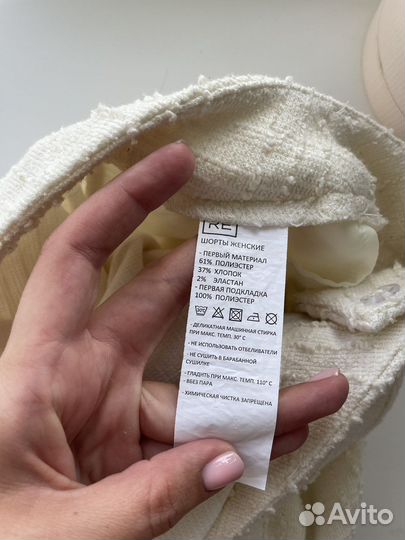 RE
ШОРТЫ ЖЕНСКИЕ
- ПЕРВЫЙ МАТЕРИАЛ
61% ПОЛИЭСТЕР
37% ХЛОПОК
2% ЭЛАСТАН
- ПЕРВАЯ ПОДКЛАДКА
100% ПОЛИЭСТЕР
- ДЕЛИКАТНАЯ МАШИННАЯ СТИРКА
ПРИ МАКС. ТЕМП. 30° С
- НЕ ИСПОЛЬЗОВАТЬ ОТБЕЛИВАТЕЛИ
НЕ СУШИТЬ В БАРАБАННОЙ
СУШИЛКЕ
- ГЛАДИТЬ ПРИ МАКС. ТЕМП. 110° С
- БЕЗ ПАРА
- ХИМИЧЕСКАЯ ЧИСТКА ЗАПРЕЩЕНА
Avito